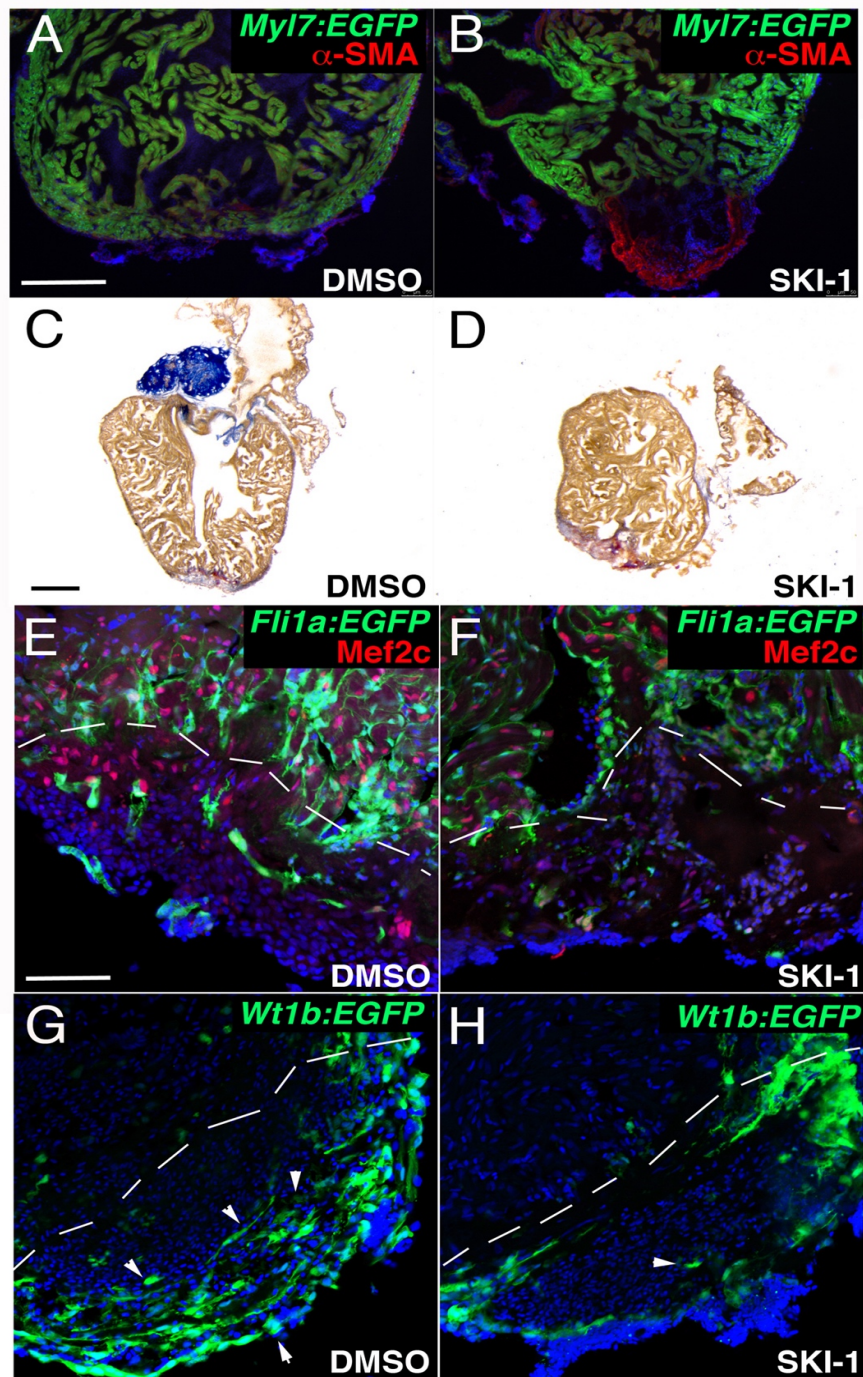 A
Myl7:EGFP
α-SMA
DMSO
B
Myl7:EGFP
α-SMA
SKI-1
C
DMSO
D
SKI-1
E
Fli1a:EGFP
Mef2c
DMSO
F
Fli1a:EGFP
Mef2c
SKI-1
G
Wt1b:EGFP
DMSO
H
Wt1b:EGFP
SKI-1